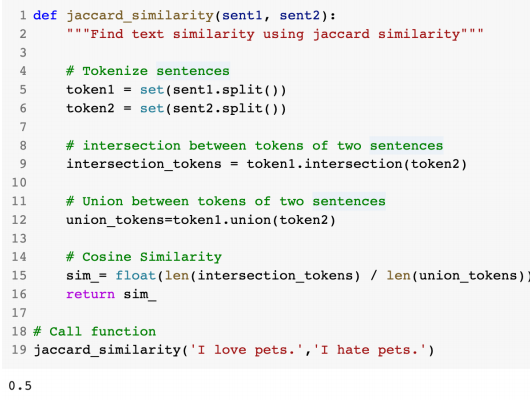 1 def jaccard_similarity(sent1, sent2):
2     """Find text similarity using jaccard similarity"""
3
4     # Tokenize sentences
5     token1 = set(sent1.split())
6     token2 = set(sent2.split())
7
8     # intersection between tokens of two sentences
9     intersection_tokens = token1.intersection(token2)
10
11     # Union between tokens of two sentences
12     union_tokens=token1.union(token2)
13
14     # Cosine Similarity
15     sim_= float(len(intersection_tokens) / len(union_tokens))
16     return sim_
17
18 # Call function
19 jaccard_similarity('I love pets.','I hate pets.')
0.5